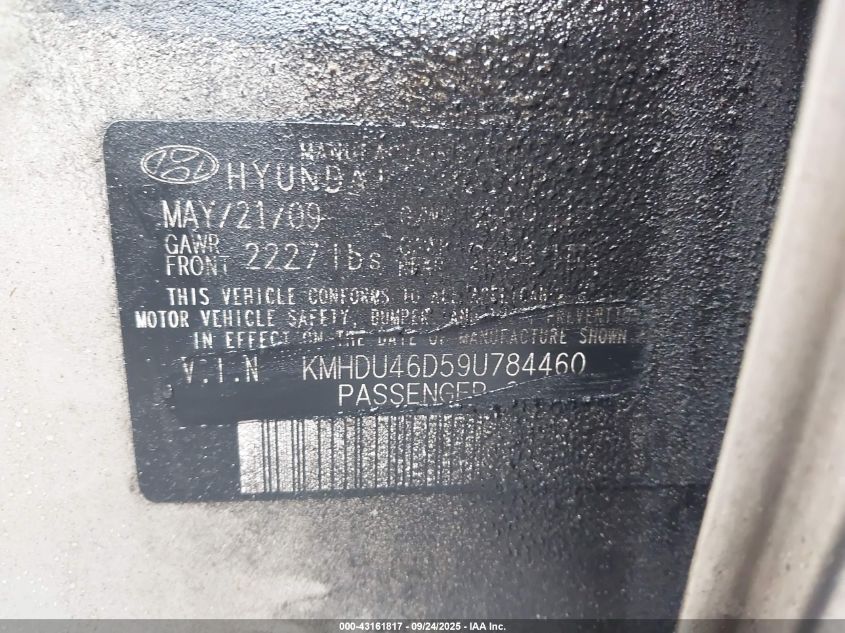 HYUNDAI
MAY/21/09
GAWR FRONT 2227 lbs
THIS VEHICLE CONFORMS TO ALL
MOTOR VEHICLE SAFETY, BUMPER, AND PREVENTION
IN EFFECT ON THE DATE OF MANUFACTURE SHOWN
V.I.N KMHDU46D59U784460
PASSENGER
000-43161817 - 09/24/2025 - IAA Inc.